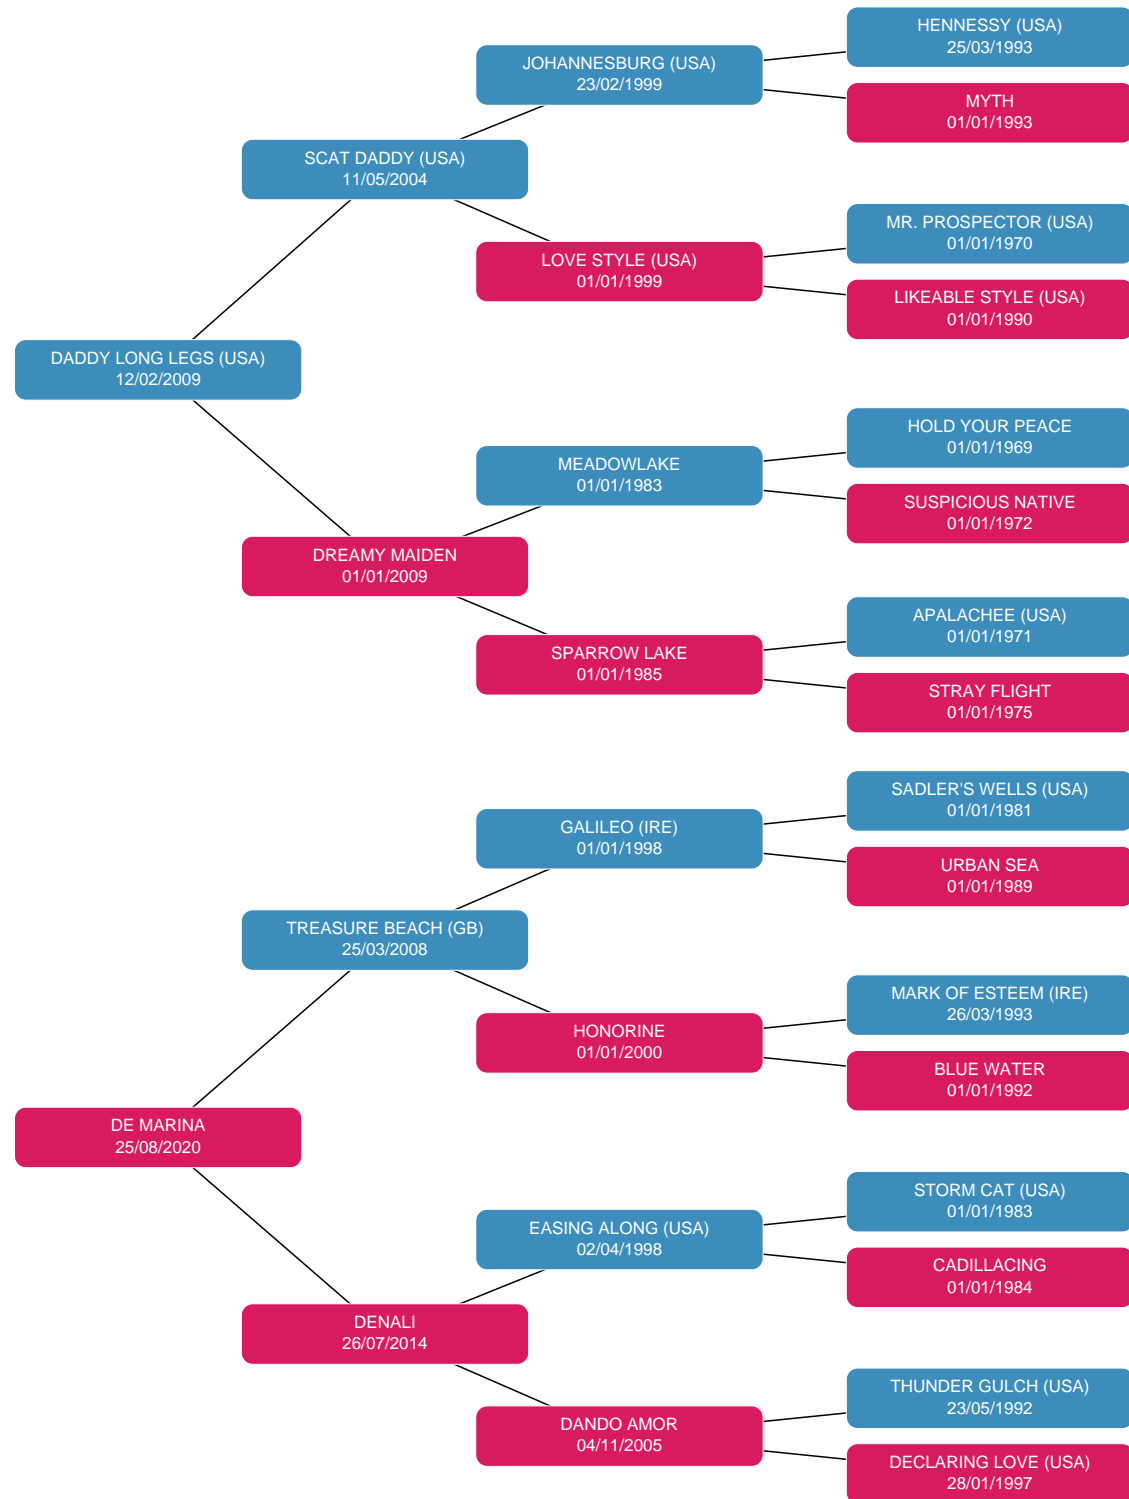 HENNESSY (USA)
25/03/1993
JOHANNESBURG (USA)
23/02/1999
MYTH
01/01/1993
SCAT DADDY (USA)
11/05/2004
MR. PROSPECTOR (USA)
01/01/1970
LOVE STYLE (USA)
01/01/1999
LIKEABLE STYLE (USA)
01/01/1990
DADDY LONG LEGS (USA)
12/02/2009
HOLD YOUR PEACE
01/01/1969
MEADOWLAKE
01/01/1983
SUSPICIOUS NATIVE
01/01/1972
DREAMY MAIDEN
01/01/2009
APALACHEE (USA)
01/01/1971
SPARROW LAKE
01/01/1985
STRAY FLIGHT
01/01/1975
SADLER'S WELLS (USA)
01/01/1981
GALILEO (IRE)
01/01/1998
URBAN SEA
01/01/1989
TREASURE BEACH (GB)
25/03/2008
MARK OF ESTEEM (IRE)
26/03/1993
HONORINE
01/01/2000
BLUE WATER
01/01/1992
DE MARINA
25/08/2020
STORM CAT (USA)
01/01/1983
EASING ALONG (USA)
02/04/1998
CADILLACING
01/01/1984
DENALI
26/07/2014
THUNDER GULCH (USA)
23/05/1992
DANDO AMOR
04/11/2005
DECLARING LOVE (USA)
28/01/1997